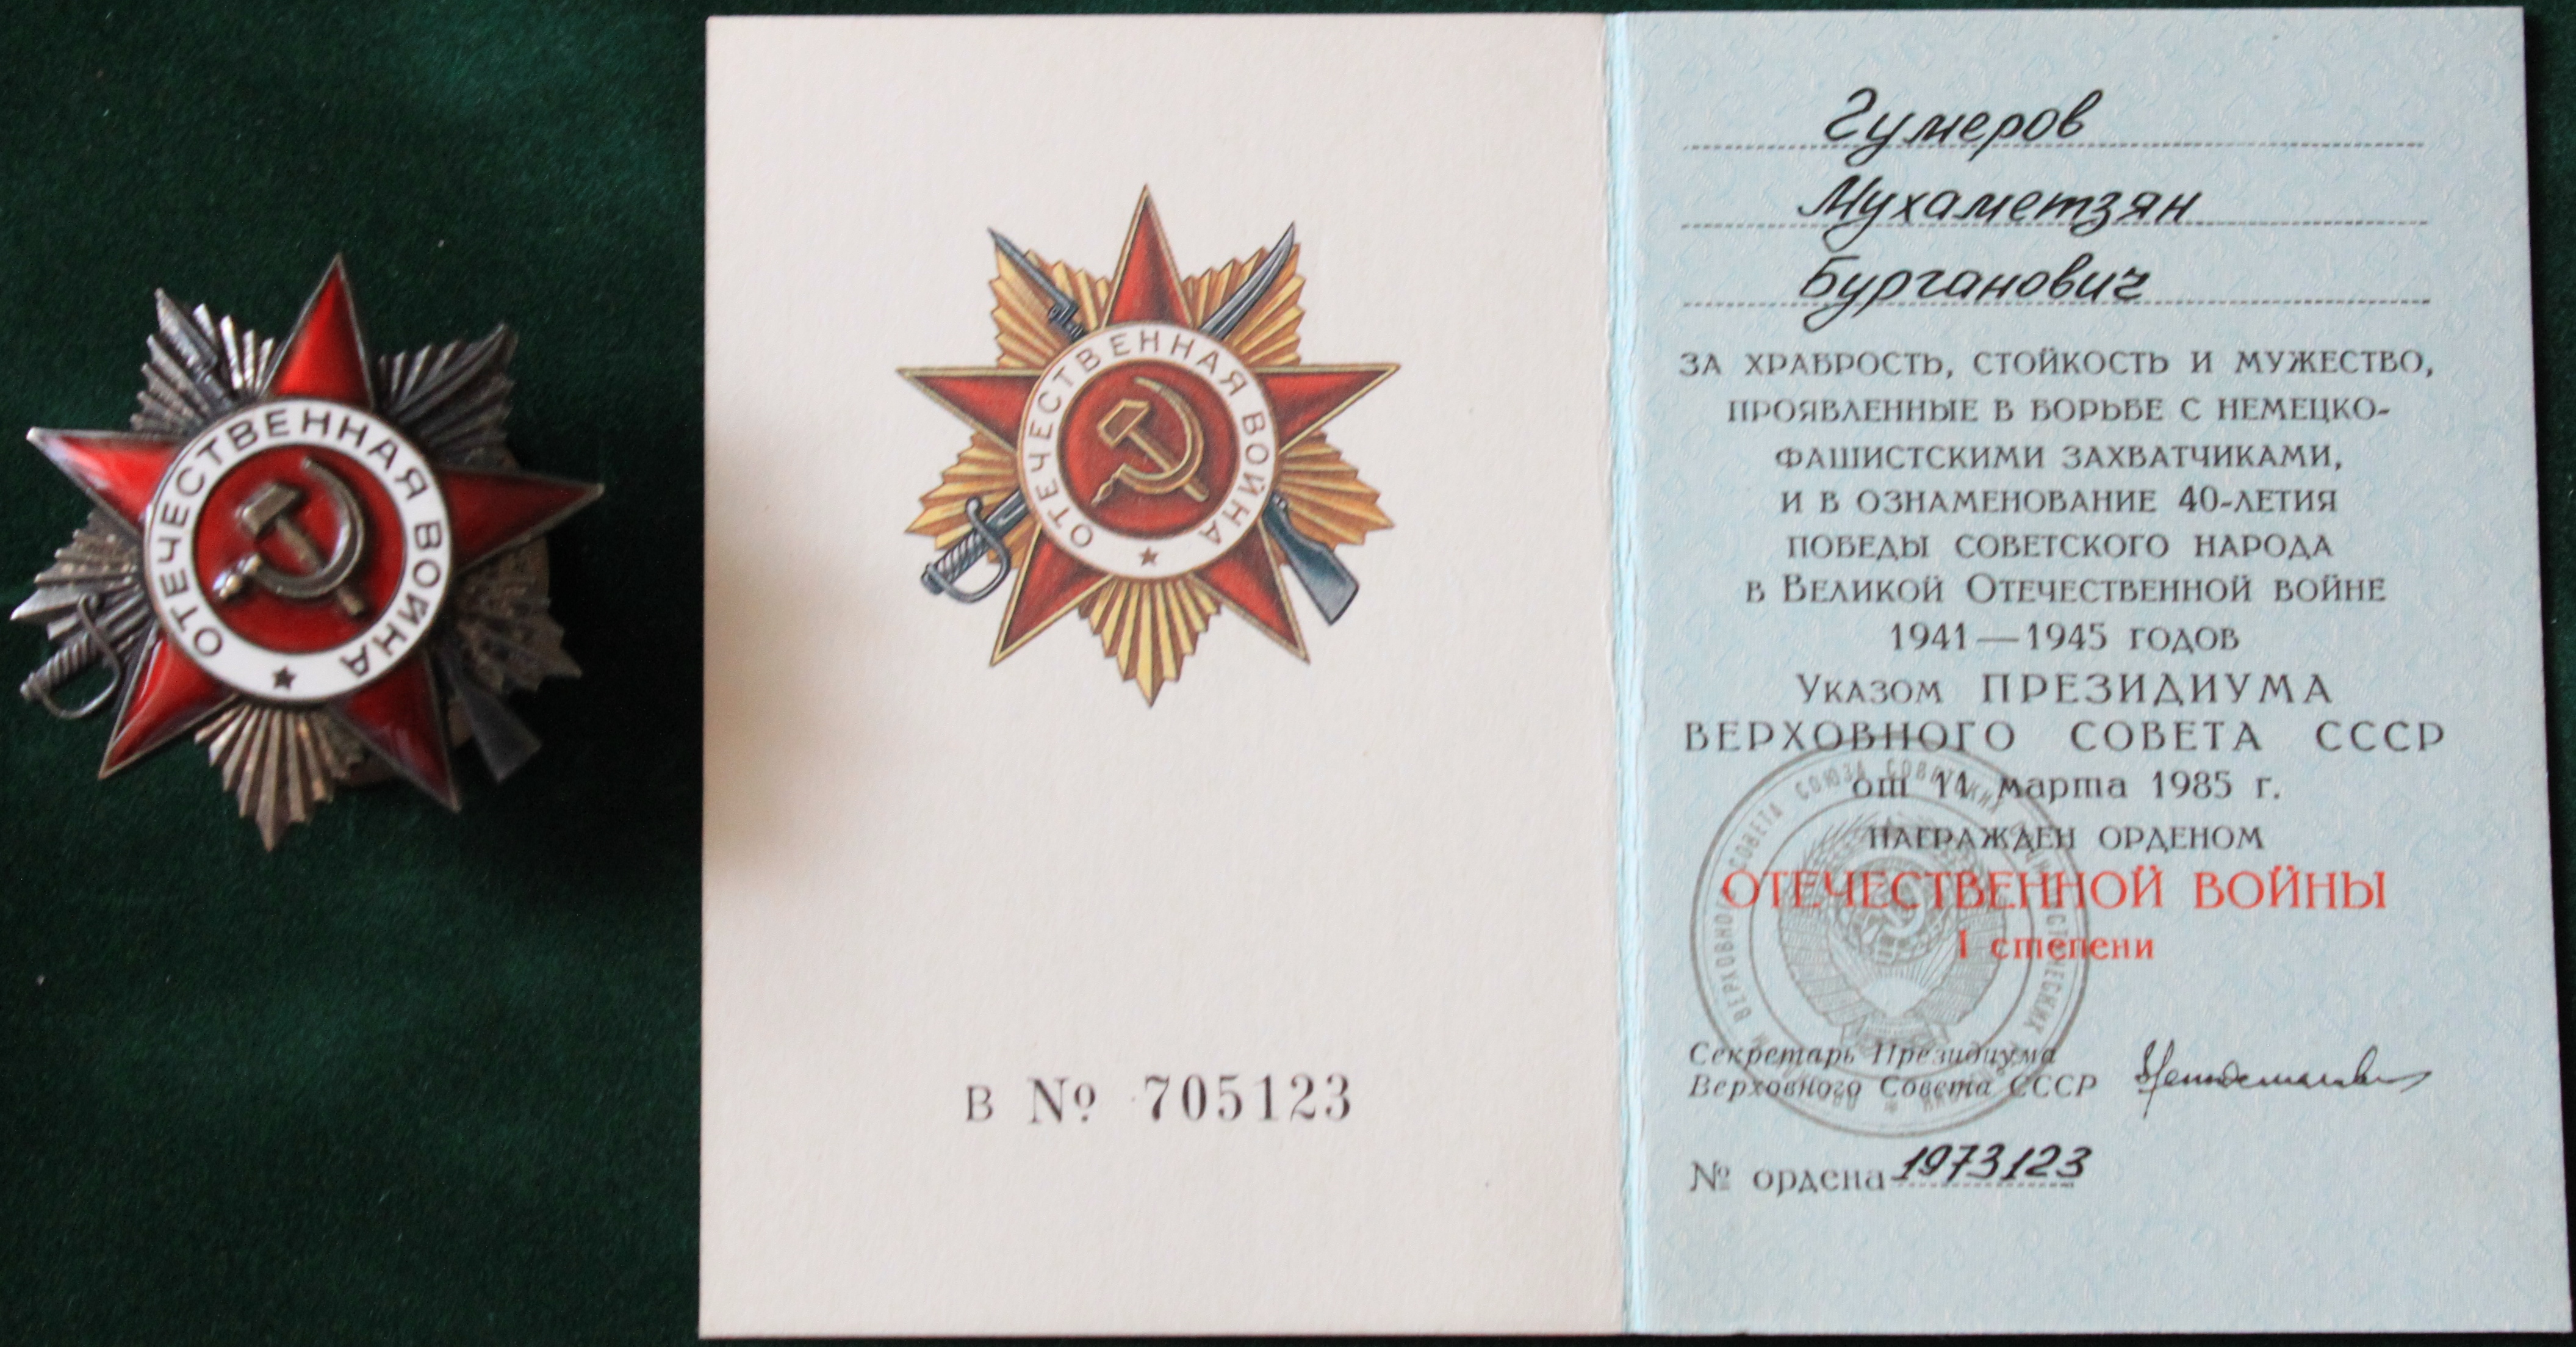 ОТЕЧЕСТВЕННАЯ ВОЙНА
ОТЕЧЕСТВЕННАЯ ВОЙНА
В № 705123
Гумеров
Мухаметзян
Бурганович
ЗА ХРАБРОСТЬ, СТОЙКОСТЬ И МУЖЕСТВО,
ПРОЯВЛЕННЫЕ В БОРЬБЕ С НЕМЕЦКО-
ФАШИСТСКИМИ ЗАХВАТЧИКАМИ,
И В ОЗНАМЕНОВАНИЕ 40-ЛЕТИЯ
ПОБЕДЫ СОВЕТСКОГО НАРОДА
В ВЕЛИКОЙ ОТЕЧЕСТВЕННОЙ ВОЙНЕ
1941—1945 ГОДОВ
УКАЗОМ ПРЕЗИДИУМА
ВЕРХОВНОГО СОВЕТА СССР
от 11 марта 1985 г.
НАГРАЖДЕН ОРДЕНОМ
ОТЕЧЕСТВЕННОЙ ВОЙНЫ
I степени
Секретарь Президиума
Верховного Совета СССР
№ ордена 1973123